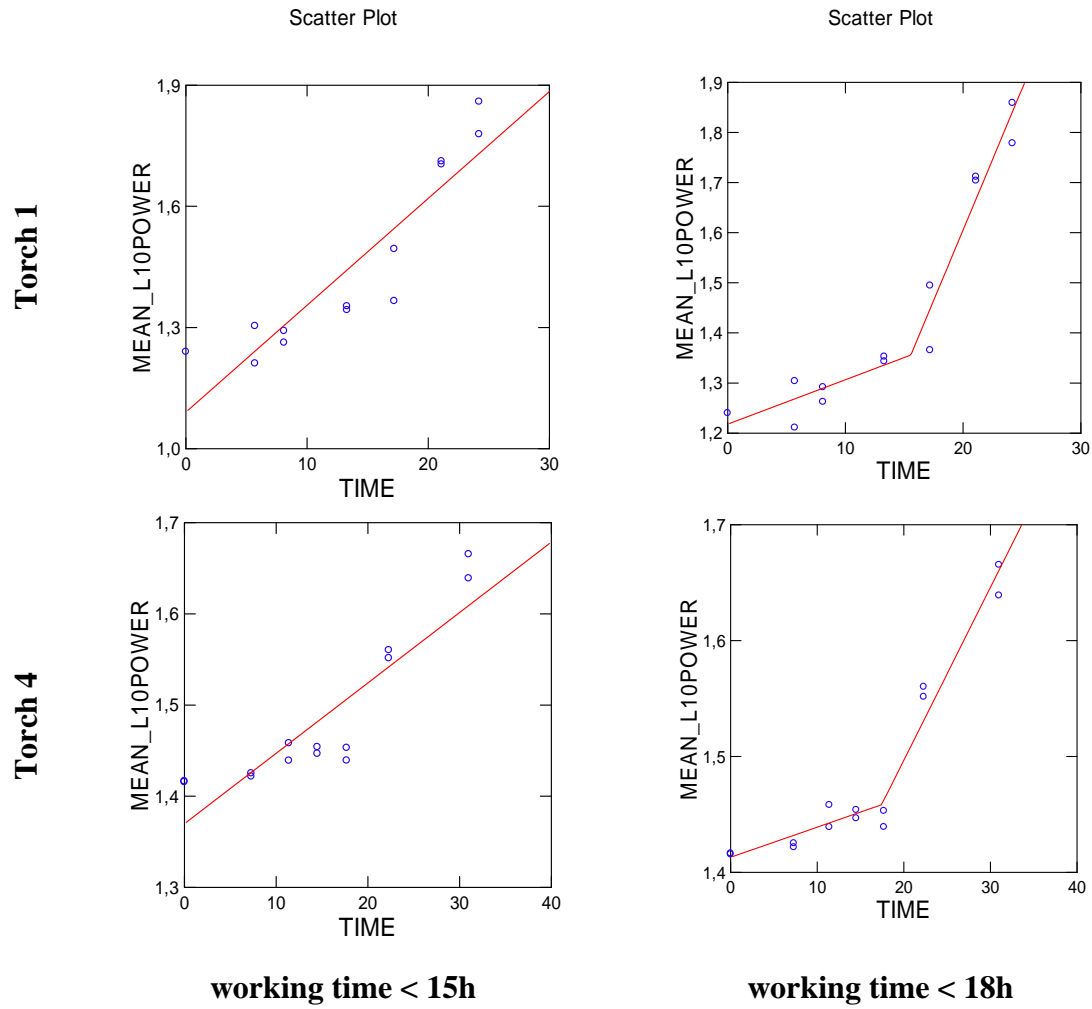 Scatter Plot
Scatter Plot
Torch 1
MEAN_L10POWER
1,9
1,6
1,3
1,0
0 10 20 30
TIME
MEAN_L10POWER
1,9
1,8
1,7
1,6
1,5
1,4
1,3
1,2
0 10 20 30
TIME
Torch 4
MEAN_L10POWER
1,7
1,6
1,5
1,4
1,3
0 10 20 30 40
TIME
MEAN_L10POWER
1,7
1,6
1,5
1,4
0 10 20 30 40
TIME
working time < 15h
working time < 18h